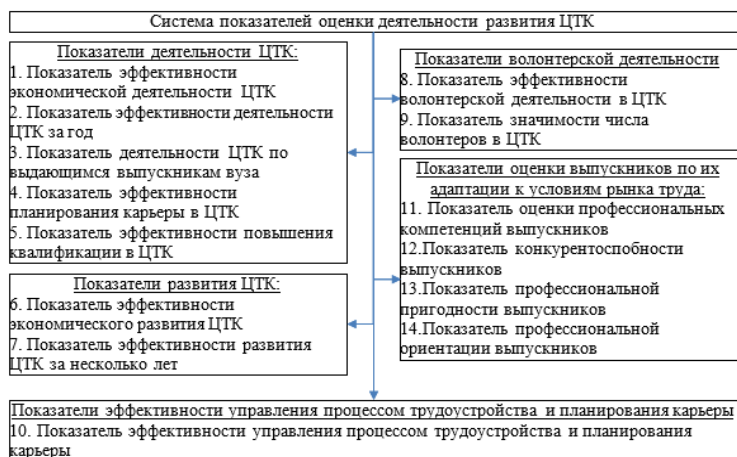 Система показателей оценки деятельности развития ЦТК
Показатели деятельности ЦТК:
1. Показатель эффективности
экономической деятельности ЦТК
2. Показатель эффективности деятельности
ЦТК за год
3. Показатель деятельности ЦТК по
выдающимся выпускникам вуза
4. Показатель эффективности
планирования карьеры в ЦТК
5. Показатель эффективности повышения
квалификации в ЦТК
Показатели развития ЦТК:
6. Показатель эффективности
экономического развития ЦТК
7. Показатель эффективности развития
ЦТК за несколько лет
Показатели волонтерской деятельности
8. Показатель эффективности
волонтерской деятельности в ЦТК
9. Показатель значимости числа
волонтеров в ЦТК
Показатели оценки выпускников по их
адаптации к условиям рынка труда:
11. Показатель оценки профессиональных
компетенций выпускников
12.Показатель конкурентоспобности
выпускников
13.Показатель профессиональной
пригодности выпускников
14.Показатель профессиональной
ориентации выпускников
Показатели эффективности управления процессом трудоустройства и планирования карьеры
10. Показатель эффективности управления процессом трудоустройства и планирования
карьеры